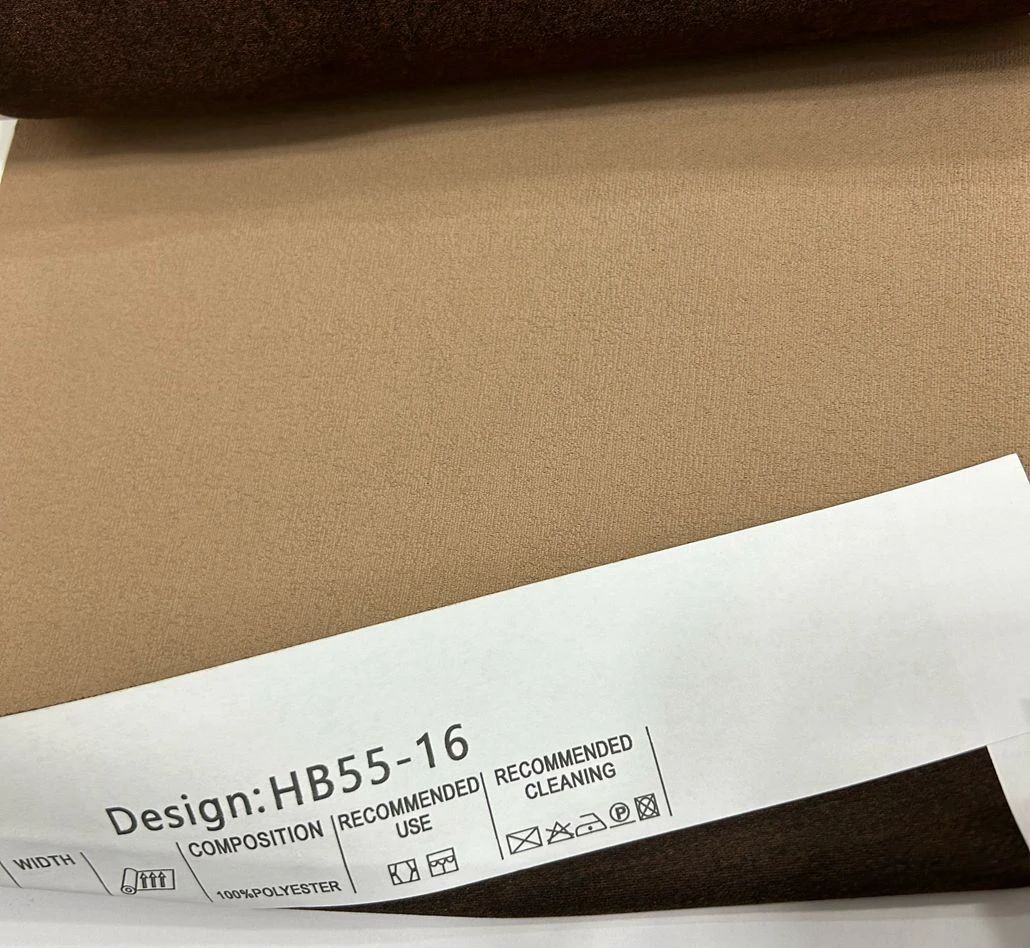 Design:HB55-16
WIDTH
COMPOSITION
100%POLYESTER
RECOMMENDED
USE
RECOMMENDED
CLEANING
P